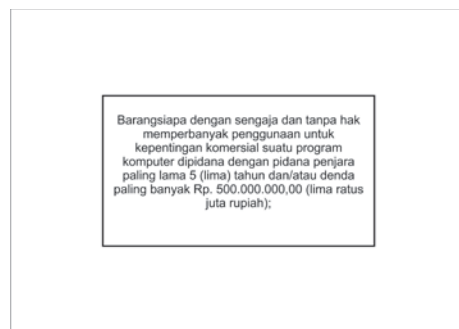 Barangsiapa dengan sengaja dan tanpa hak
memperbanyak penggunaan untuk
kepentingan komersial suatu program
komputer dipidana dengan pidana penjara
paling lama 5 (lima) tahun dan/atau denda
paling banyak Rp. 500.000.000,00 (lima ratus
juta rupiah);